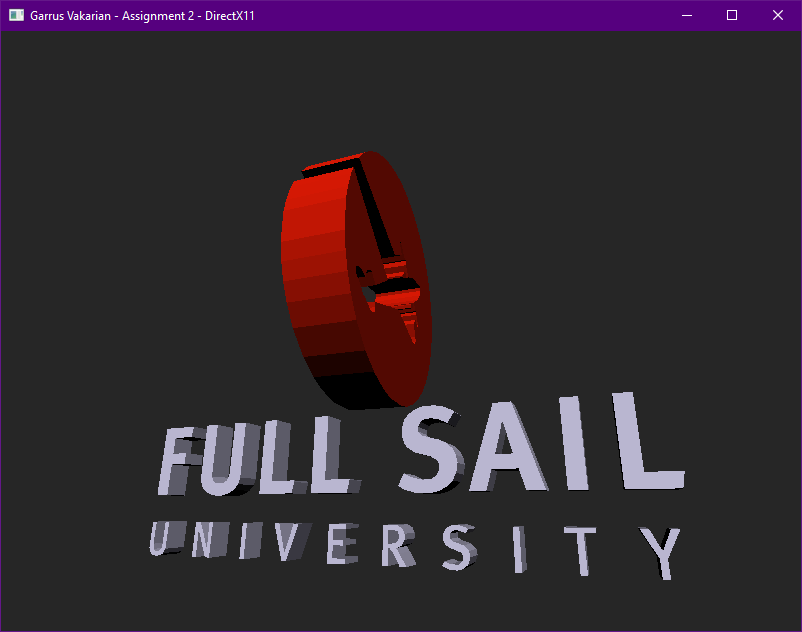 Garrus Vakarian - Assignment 2 - DirectX11
FULL SAIL
UNIVERSITY